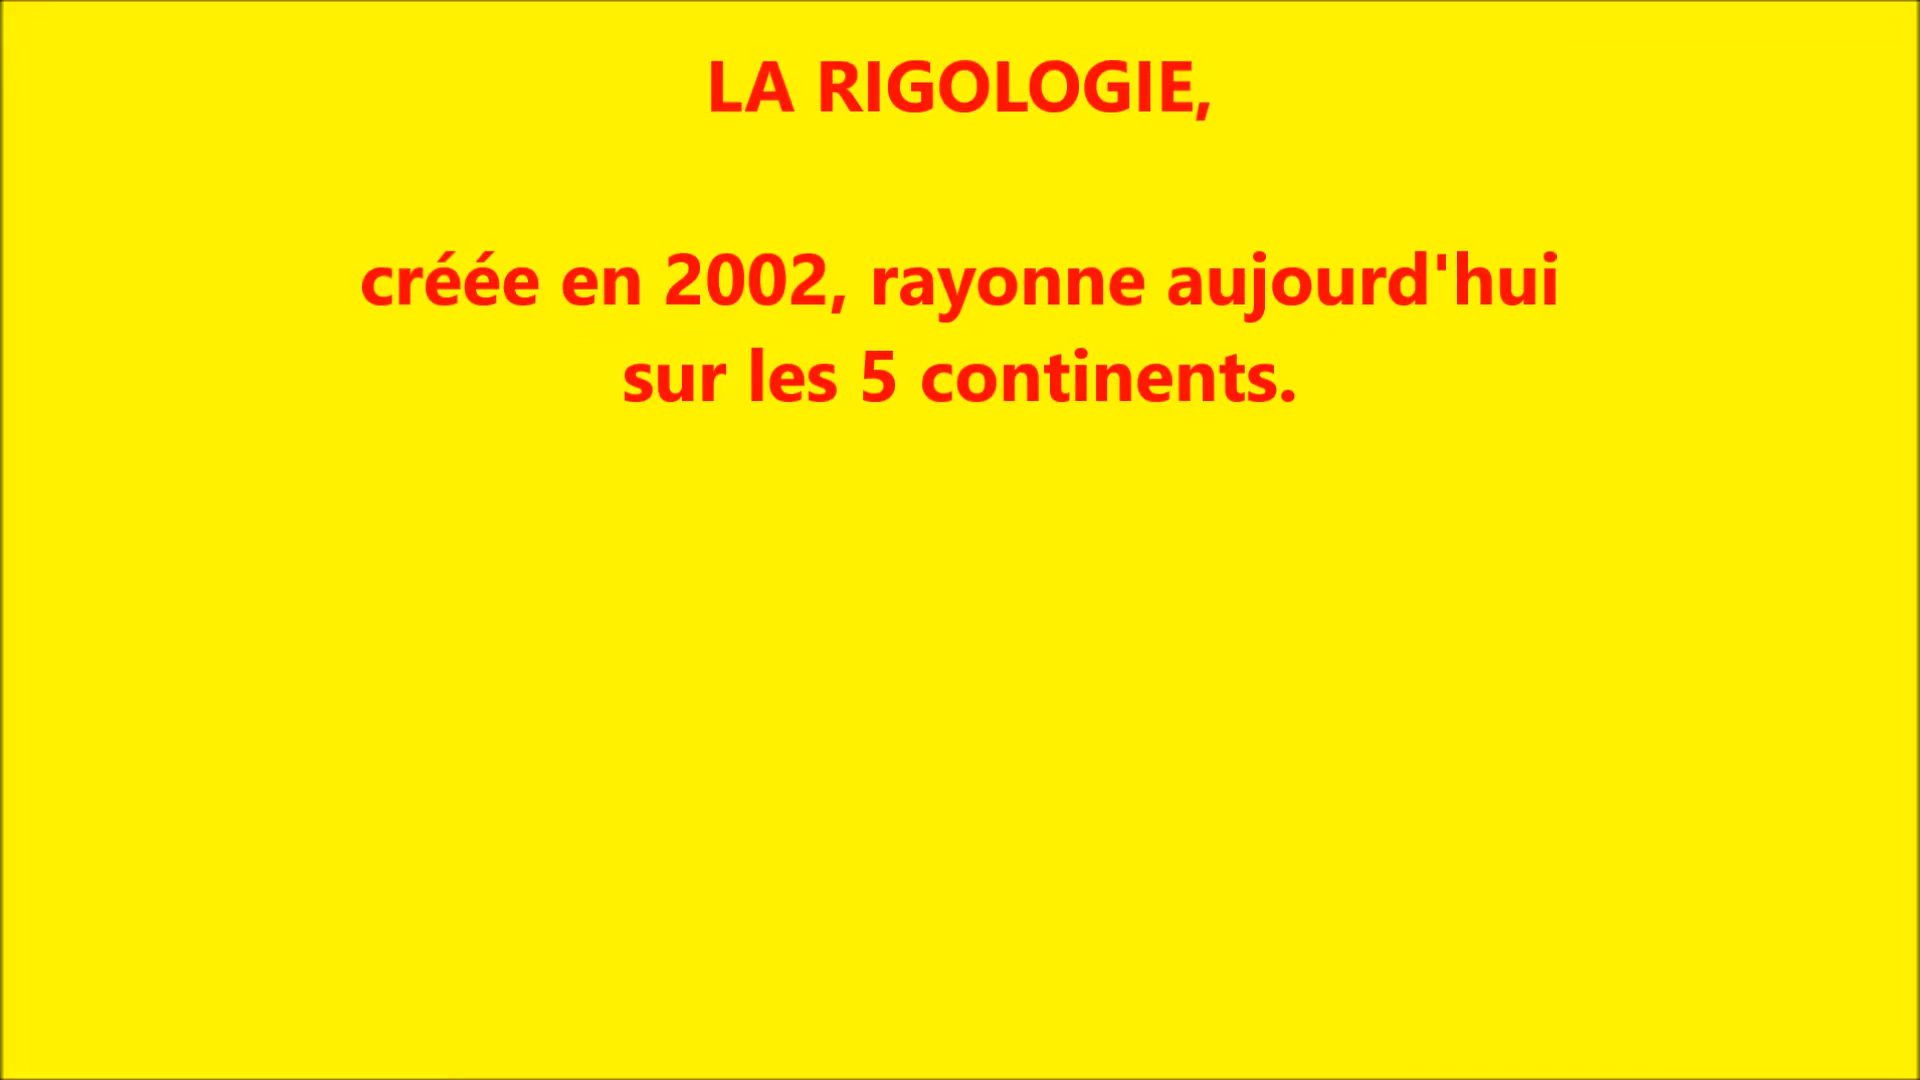 LA RIGOLOGIE,
créée en 2002, rayonne aujourd'hui
sur les 5 continents.